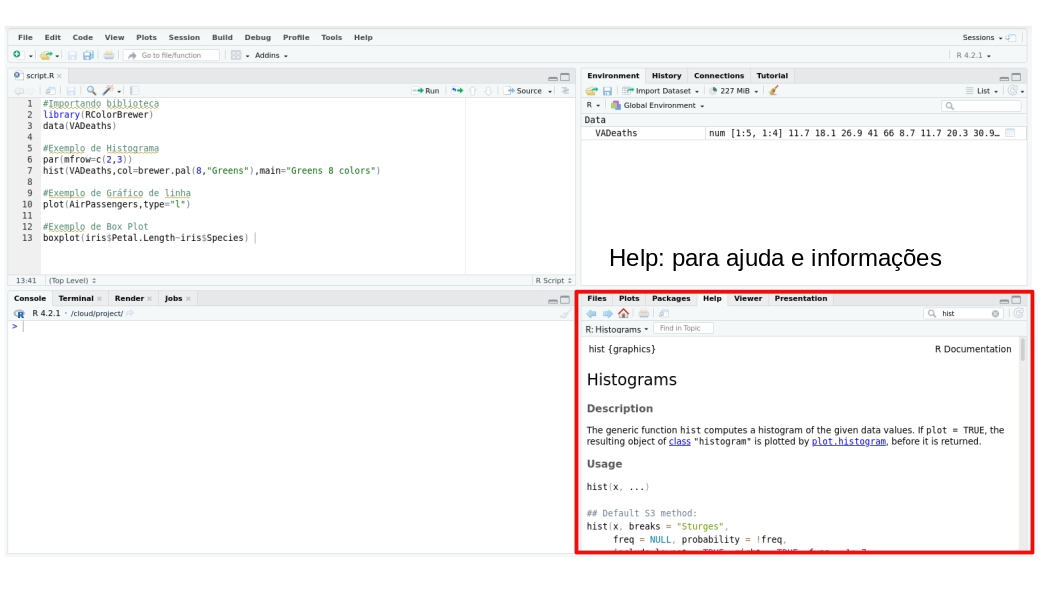 File Edit Code View Plots Session Build Debug Profile Tools Help
Sessions
Go to file/function
Addins
R 4.2.1
script.R
Run
Source
1 #Importando biblioteca
2 library(RColorBrewer)
3 data(VADeaths)
4
5 #Exemplo de Histograma
6 par(mfrow=c(2,3))
7 hist(VADeaths,col=brewer.pal(8,"Greens"),main="Greens 8 colors")
8
9 #Exemplo de Gráfico de linha
10 plot(AirPassengers,type="l")
11
12 #Exemplo de Box Plot
13 boxplot(iris$Petal.Length~iris$Species)
13:41 (Top Level) R Script
Environment History Connections Tutorial
Import Dataset 227 MiB List
R Global Environment
Data
VADeaths num [1:5, 1:4] 11.7 18.1 26.9 41 66 8.7 11.7 20.3 30.9…
Help: para ajuda e informações
Console Terminal Render Jobs
R R 4.2.1 · /cloud/project/
>
Files Plots Packages Help Viewer Presentation
hist
R: Histograms Find in Topic
hist {graphics} R Documentation
Histograms
Description
The generic function hist computes a histogram of the given data values. If plot = TRUE, the
resulting object of class "histogram" is plotted by plot.histogram, before it is returned.
Usage
hist(x, ...)
## Default S3 method:
hist(x, breaks = "Sturges",
freq = NULL, probability = !freq,